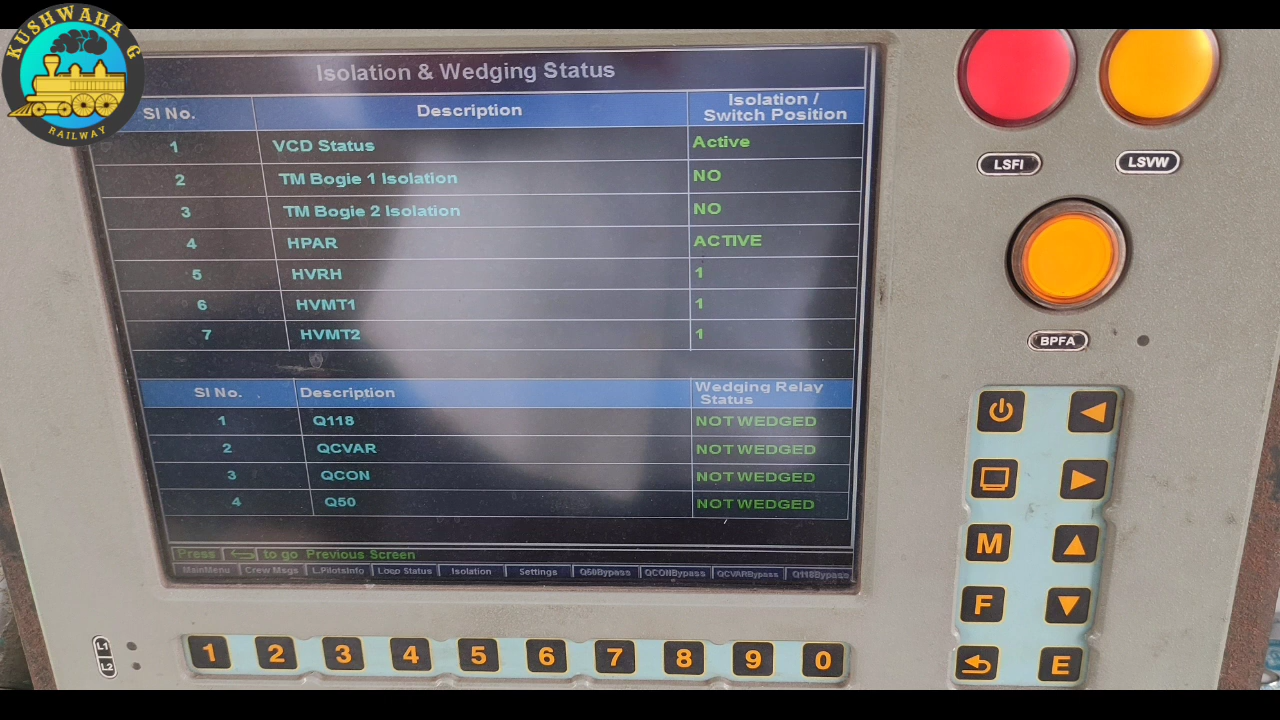 KUSHWAHA G
RAILWAY
Isolation & Wedging Status
Sl No. Description Isolation /
Switch Position
1 VCD Status Active
2 TM Bogie 1 Isolation NO
3 TM Bogie 2 Isolation NO
4 HPAR ACTIVE
5 HVRH 1
6 HVMT1 1
7 HVMT2 1
Sl No. Description Wedging Relay
Status
1 Q118 NOT WEDGED
2 QCVAR NOT WEDGED
3 QCON NOT WEDGED
4 Q50 NOT WEDGED
Press to go Previous Screen
MainMenu Crew Msgs L.PilotsInfo Loco Status Isolation Settings Q50Bypass QCONBypass QCVARBypass Q118Bypass
LSFI LSVW
BPFA
M
F
E
L1
L2
1 2 3 4 5 6 7 8 9 0